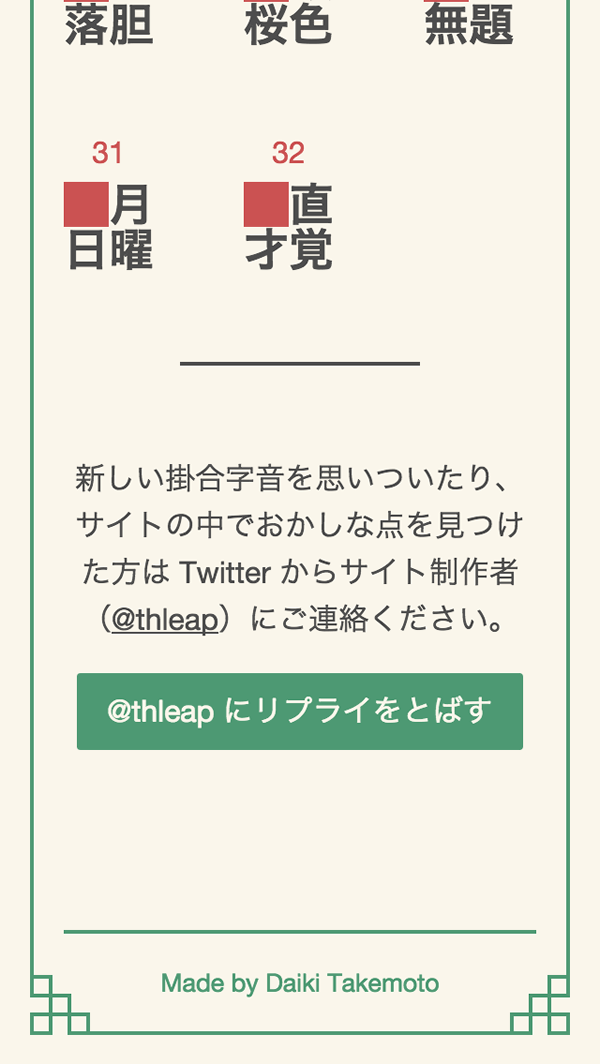 落胆 桜色 無題
31 32
月 直
日曜 才覚
新しい掛合字音を思いついたり、
サイトの中でおかしな点を見つけ
た方は Twitter からサイト制作者
（@thleap）にご連絡ください。
@thleap にリプライをとばす
Made by Daiki Takemoto